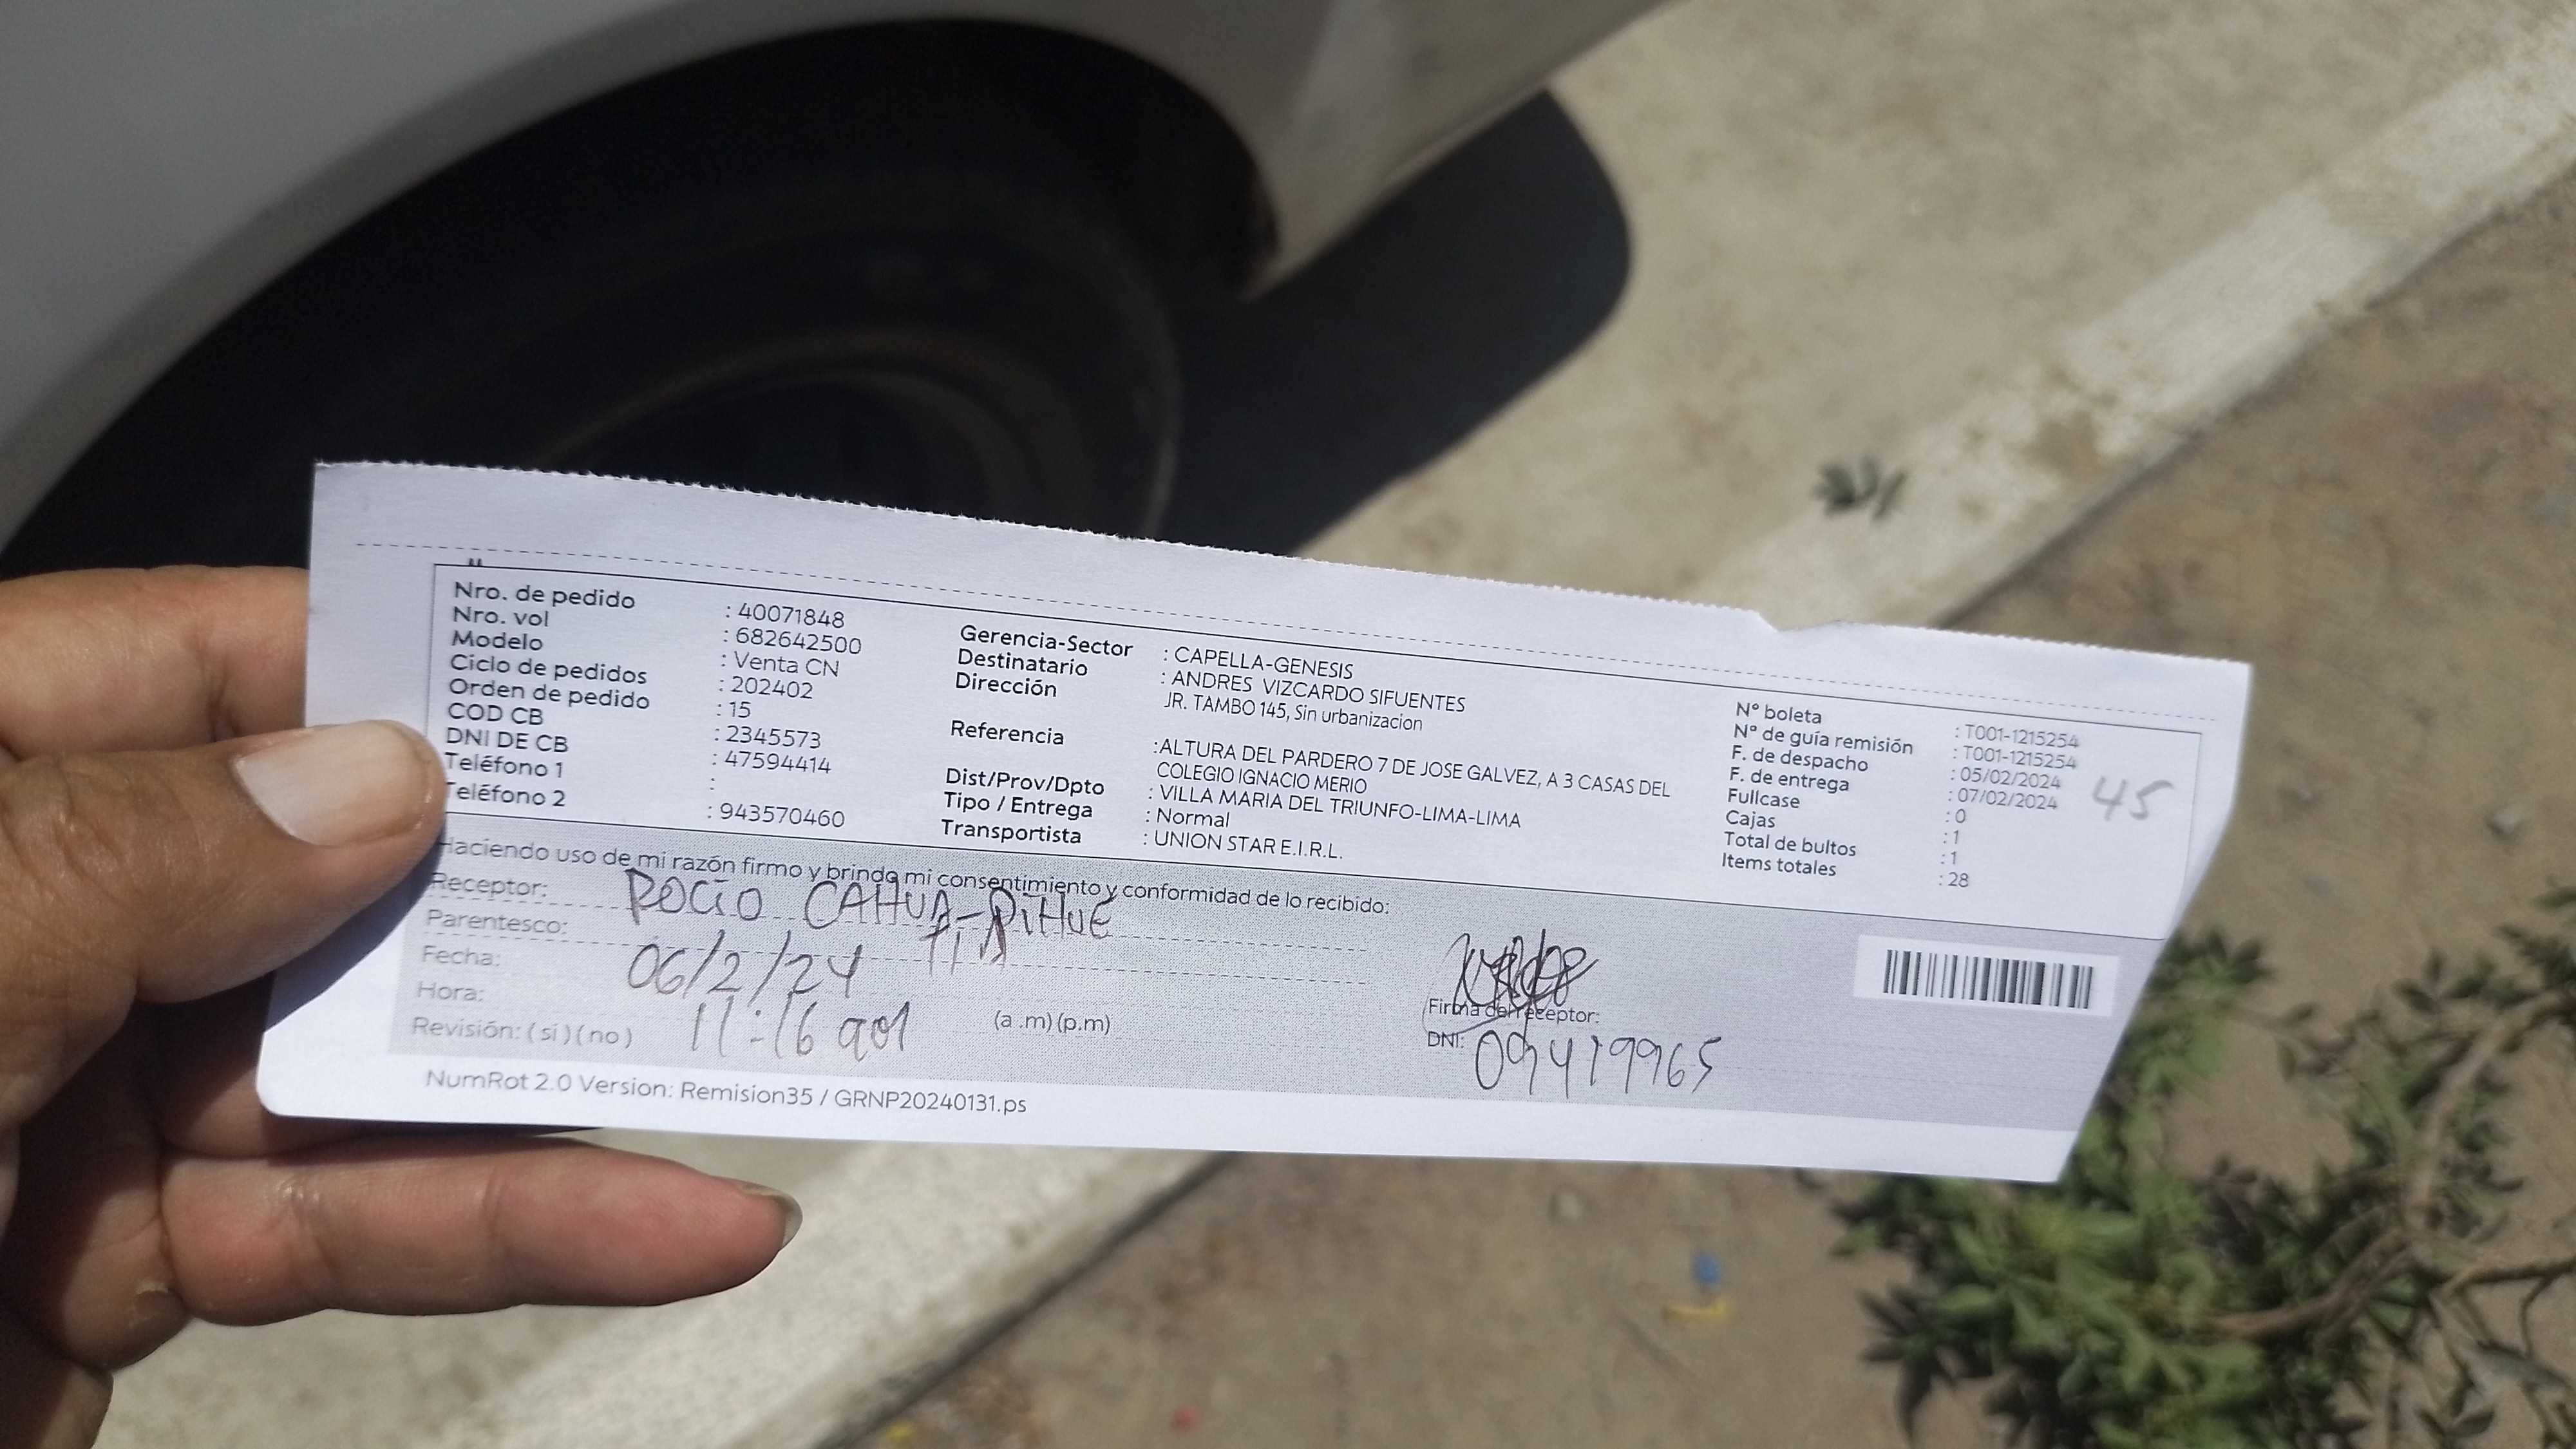 Nro. de pedido : 40071848
Nro. vol : 682642500
Modelo : Venta CN
Ciclo de pedidos : 202402
Orden de pedido : 15
COD CB : 2345573
DNI DE CB : 47594414
Teléfono 1 :
Teléfono 2 : 943570460
Gerencia-Sector : CAPELLA-GENESIS
Destinatario : ANDRES VIZCARDO SIFUENTES
Dirección JR. TAMBO 145, Sin urbanizacion
Referencia :ALTURA DEL PARDERO 7 DE JOSE GALVEZ, A 3 CASAS DEL
COLEGIO IGNACIO MERIO
Dist/Prov/Dpto : VILLA MARIA DEL TRIUNFO-LIMA-LIMA
Tipo / Entrega : Normal
Transportista : UNION STAR E.I.R.L.
N° boleta : T001-1215254
N° de guía remisión : T001-1215254
F. de despacho : 05/02/2024
F. de entrega : 07/02/2024
Fullcase : 0
Cajas : 1
Total de bultos : 1
Items totales : 28
45
Haciendo uso de mi razón firmo y brindo mi consentimiento y conformidad de lo recibido:
Receptor: ROCIO CAHUA-
Parentesco: TIA
Fecha: 06/2/24
Hora: 11:16 am (a .m) (p.m)
Revisión: ( si ) ( no )
Firma del receptor:
DNI: 09419965
NumRot 2.0 Version: Remision35 / GRNP20240131.ps